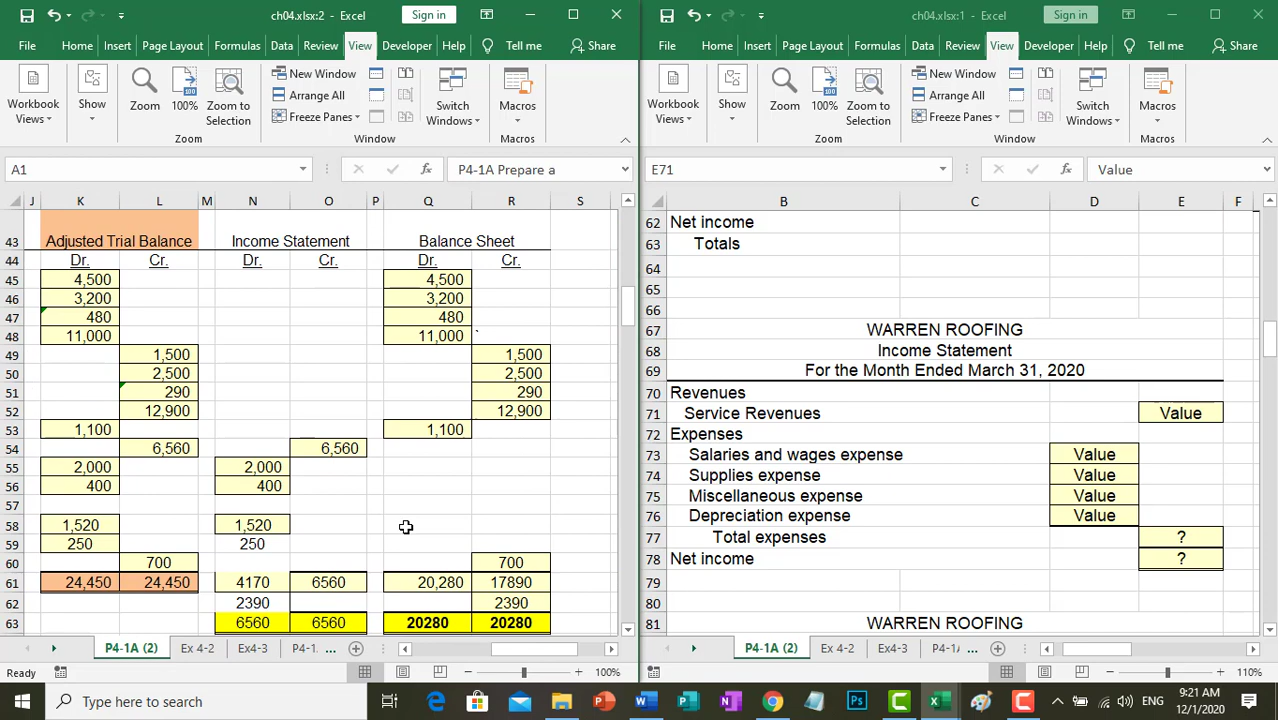 ch04.xlsx:2 - Excel
Sign in
File Home Insert Page Layout Formulas Data Review View Developer Help Tell me Share
Workbook Views
Show
Zoom
100%
Zoom to Selection
Zoom
New Window
Arrange All
Freeze Panes
Window
Switch Windows
Macros
Macros
A1
P4-1A Prepare a
J K L M N O P Q R S
43 Adjusted Trial Balance Income Statement Balance Sheet
44 Dr. Cr. Dr. Cr. Dr. Cr.
45 4,500 4,500
46 3,200 3,200
47 480 480
48 11,000 11,000 `
49 1,500 1,500
50 2,500 2,500
51 290 290
52 12,900 12,900
53 1,100 1,100
54 6,560 6,560
55 2,000 2,000
56 400 400
57
58 1,520 1,520
59 250 250
60 700 700
61 24,450 24,450 4170 6560 20,280 17890
62 2390 2390
63 6560 6560 20280 20280
P4-1A (2) Ex 4-2 Ex4-3 P4-1. ...
Ready
100%
ch04.xlsx:1 - Excel
Sign in
File Home Insert Page Layout Formulas Data Review View Developer Help Tell me Share
Workbook Views
Show
Zoom
100%
Zoom to Selection
Zoom
New Window
Arrange All
Freeze Panes
Window
Switch Windows
Macros
Macros
E71
Value
B C D E F
62 Net income
63 Totals
64
65
66
67 WARREN ROOFING
68 Income Statement
69 For the Month Ended March 31, 2020
70 Revenues
71 Service Revenues Value
72 Expenses
73 Salaries and wages expense Value
74 Supplies expense Value
75 Miscellaneous expense Value
76 Depreciation expense Value
77 Total expenses ?
78 Net income ?
79
80
81 WARREN ROOFING
P4-1A (2) Ex 4-2 Ex4-3 P4-1A ...
110%
Type here to search
ENG
9:21 AM
12/1/2020